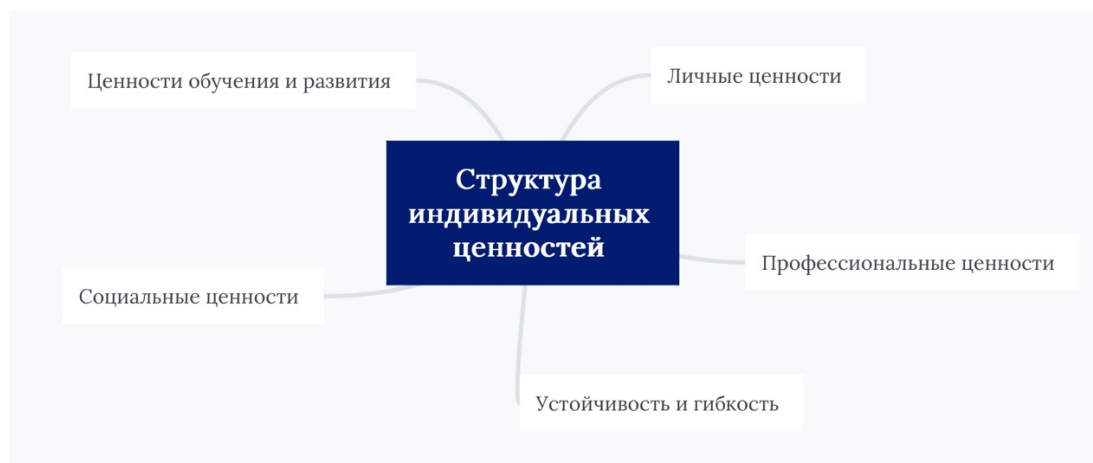 Ценности обучения и развития
Личные ценности
Структура
индивидуальных
ценностей
Профессиональные ценности
Социальные ценности
Устойчивость и гибкость